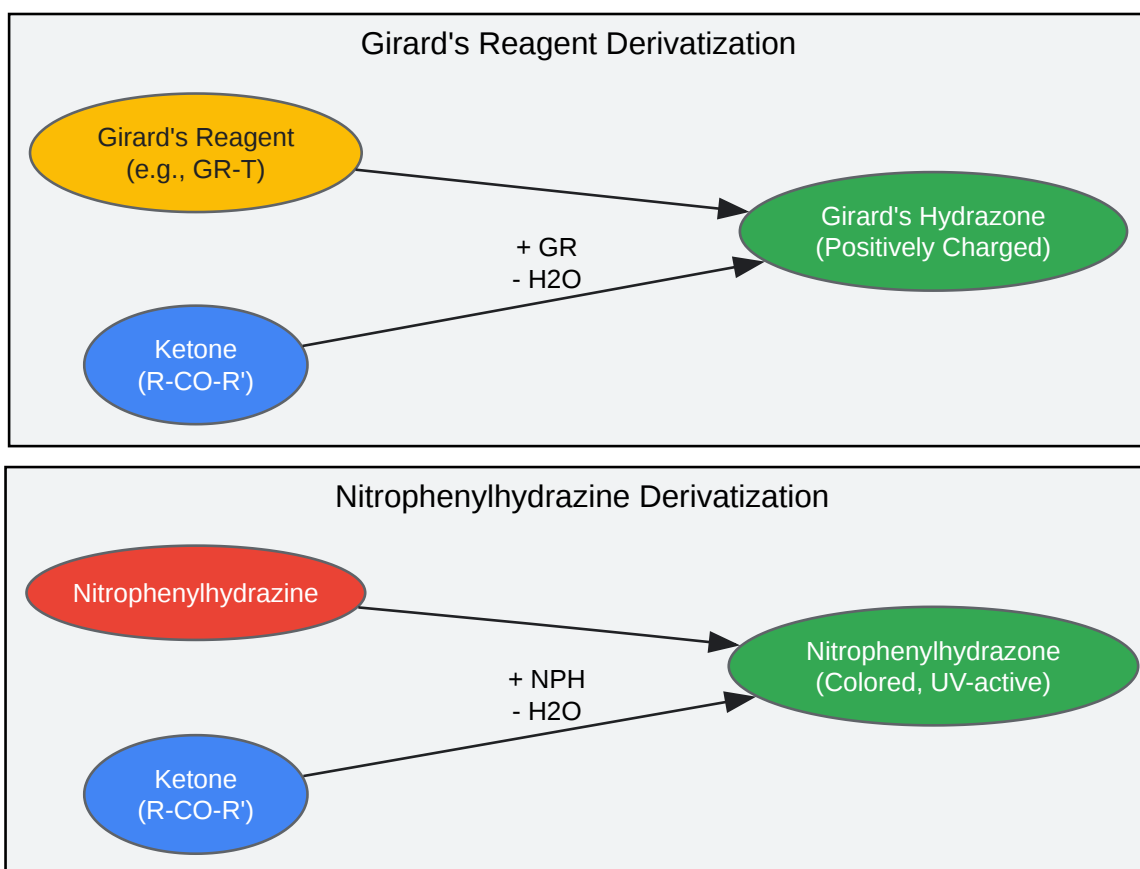 Girard's Reagent Derivatization
Girard's Reagent
(e.g., GR-T)
Girard's Hydrazone
(Positively Charged)
+ GR
- H2O
Ketone
(R-CO-R')
Nitrophenylhydrazine Derivatization
Nitrophenylhydrazine
Nitrophenylhydrazone
(Colored, UV-active)
+ NPH
- H2O
Ketone
(R-CO-R')